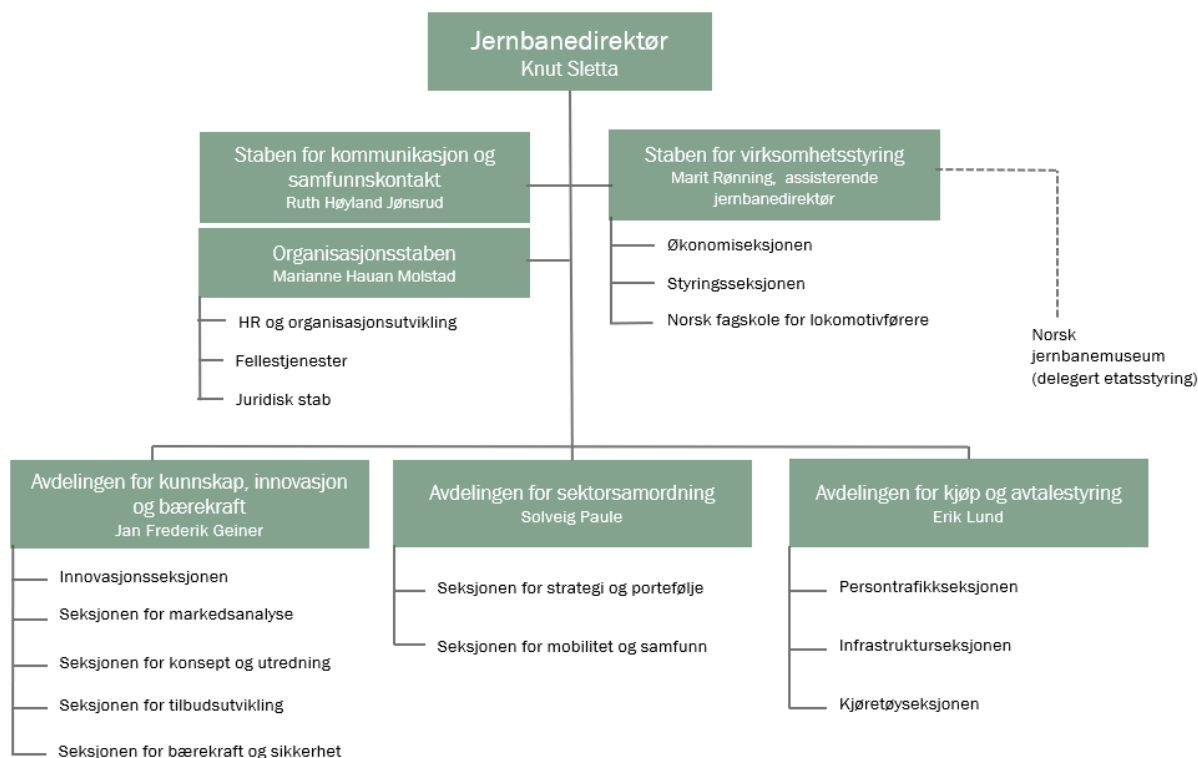 Jernbanedirektør
Knut Sletta
Staben for kommunikasjon og
samfunnskontakt
Ruth Høyland Jønsrud
Staben for virksomhetsstyring
Marit Rønning, assisterende
jernbanedirektør
Organisasjonsstaben
Marianne Hauan Molstad
Økonomiseksjonen
Styringsseksjonen
Norsk fagskole for lokomotivførere
HR og organisasjonsutvikling
Fellestjenester
Juridisk stab
Norsk
jernbanemuseum
(delegert etatsstyring)
Avdelingen for kunnskap, innovasjon
og bærekraft
Jan Frederik Geiner
Innovasjonsseksjonen
Seksjonen for markedsanalyse
Seksjonen for konsept og utredning
Seksjonen for tilbudsutvikling
Seksjonen for bærekraft og sikkerhet
Avdelingen for sektorsamordning
Solveig Paule
Seksjonen for strategi og portefølje
Seksjonen for mobilitet og samfunn
Avdelingen for kjøp og avtalestyring
Erik Lund
Persontrafikkseksjonen
Infrastrukturseksjonen
Kjøretøyseksjonen